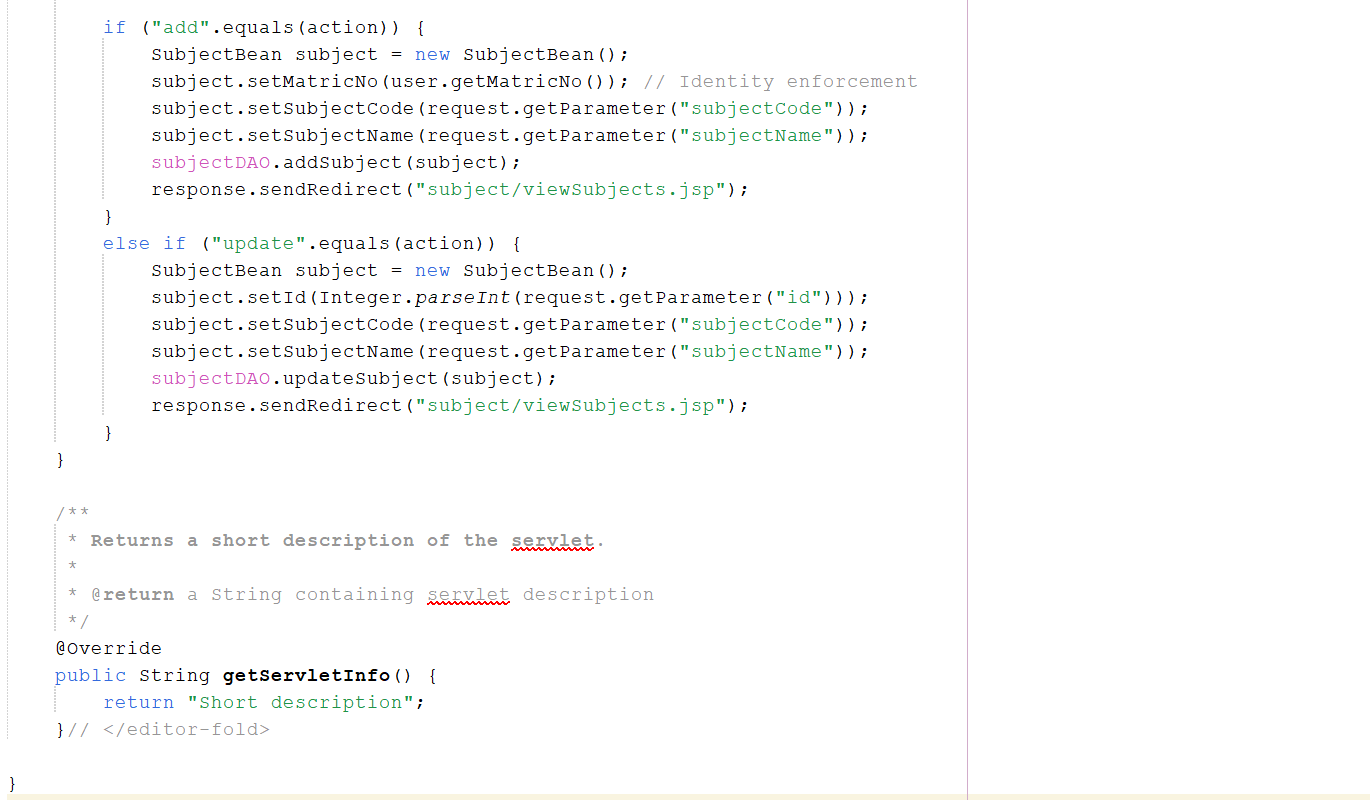 if ("add".equals(action)) {
SubjectBean subject = new SubjectBean();
subject.setMatricNo(user.getMatricNo()); // Identity enforcement
subject.setSubjectCode(request.getParameter("subjectCode"));
subject.setSubjectName(request.getParameter("subjectName"));
subjectDAO.addSubject(subject);
response.sendRedirect("subject/viewSubjects.jsp");
}
else if ("update".equals(action)) {
SubjectBean subject = new SubjectBean();
subject.setId(Integer.parseInt(request.getParameter("id")));
subject.setSubjectCode(request.getParameter("subjectCode"));
subject.setSubjectName(request.getParameter("subjectName"));
subjectDAO.updateSubject(subject);
response.sendRedirect("subject/viewSubjects.jsp");
}
}
/**
* Returns a short description of the servlet.
*
* @return a String containing servlet description
*/
@Override
public String getServletInfo() {
return "Short description";
}// </editor-fold>
}